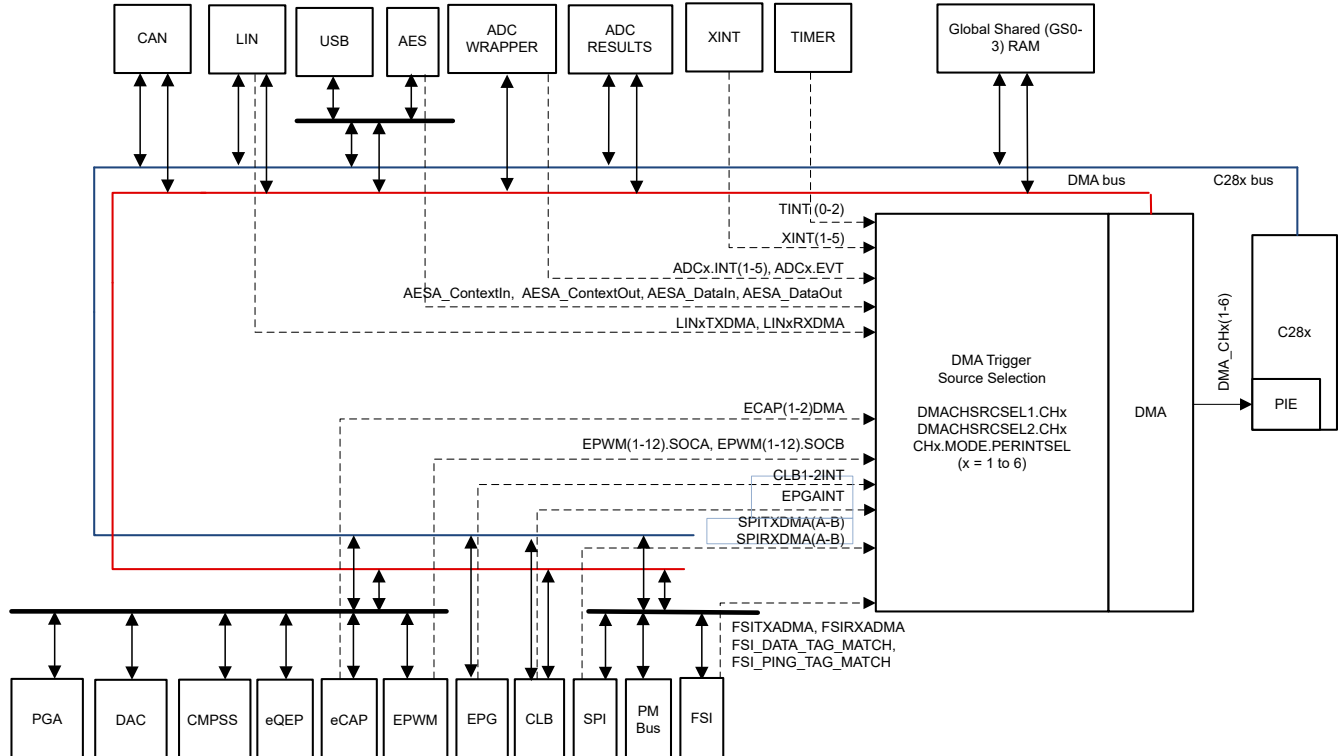 CAN
LIN
USB
AES
ADC
WRAPPER
ADC
RESULTS
XINT
TIMER
Global Shared (GS0-
3) RAM
DMA bus
C28x bus
TINT (0-2)
XINT(1-5)
ADCx.INT(1-5), ADCx.EVT
AESA_ContextIn, AESA_ContextOut, AESA_DataIn, AESA_DataOut
LINxTXDMA, LINxRXDMA
DMA Trigger
Source Selection
DMACHSRCSEL1.CHx
DMACHSRCSEL2.CHx
CHx.MODE.PERINTSEL
(x = 1 to 6)
DMA
DMA_CHx(1-6)
C28x
PIE
ECAP(1-2)DMA
EPWM(1-12).SOCA, EPWM(1-12).SOCB
CLB1-2INT
EPGAINT
SPITXDMA(A-B)
SPIRXDMA(A-B)
FSITXADMA, FSIRXADMA
FSI_DATA_TAG_MATCH,
FSI_PING_TAG_MATCH
PGA
DAC
CMPSS
eQEP
eCAP
EPWM
EPG
CLB
SPI
PM
Bus
FSI